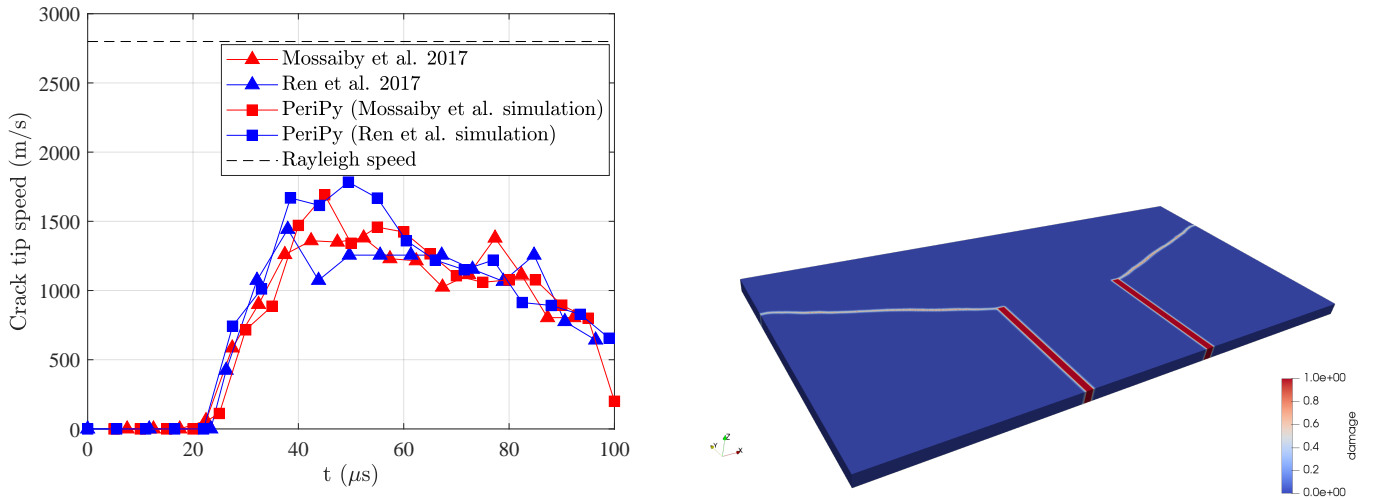 3000
2500
2000
1500
1000
500
0
Crack tip speed (m/s)
Mossaiby et al. 2017
Ren et al. 2017
PeriPy (Mossaiby et al. simulation)
PeriPy (Ren et al. simulation)
Rayleigh speed
0 20 40 60 80 100
t (μs)
Z
Y
X
1.0e+00
0.8
0.6
0.4
0.2
0.0e+00
damage